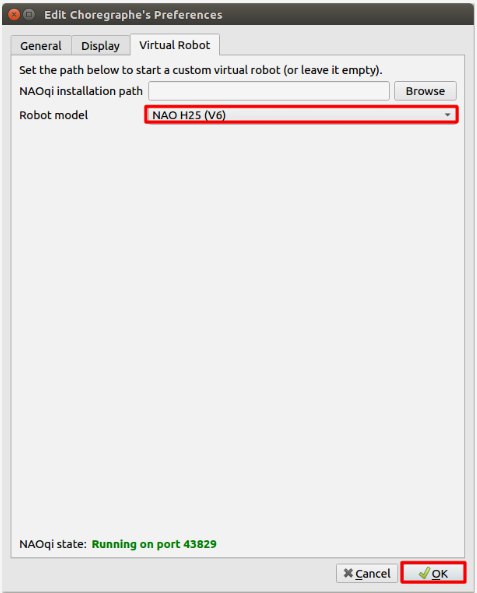 Edit Choregraphe's Preferences
General Display Virtual Robot
Set the path below to start a custom virtual robot (or leave it empty).
NAOqi installation path Browse
Robot model NAO H25 (V6)
NAOqi state: Running on port 43829
Cancel OK